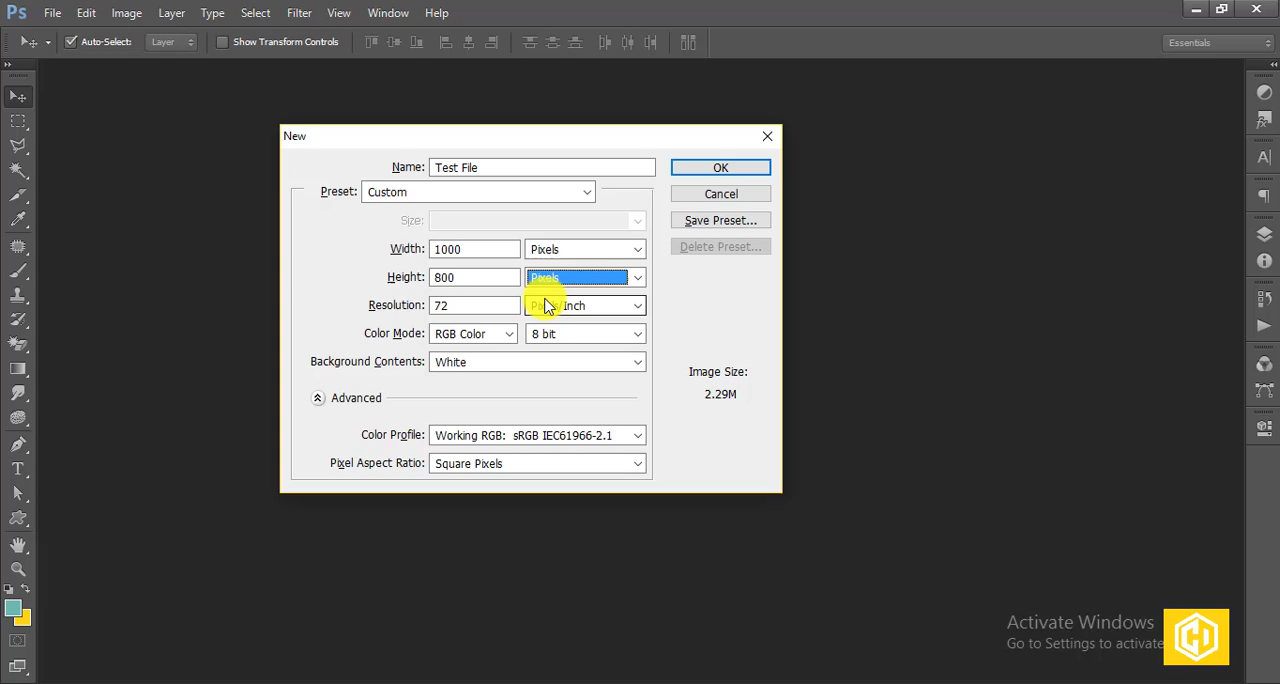 Ps File Edit Image Layer Type Select Filter View Window Help
Auto-Select: Layer Show Transform Controls Essentials
New
Name: Test File OK
Preset: Custom Cancel
Size: Save Preset...
Width: 1000 Pixels Delete Preset...
Height: 800 Pixels
Resolution: 72 Pixels/Inch
Color Mode: RGB Color 8 bit
Background Contents: White
Image Size:
2.29M
Advanced
Color Profile: Working RGB: sRGB IEC61966-2.1
Pixel Aspect Ratio: Square Pixels
Activate Windows
Go to Settings to activate